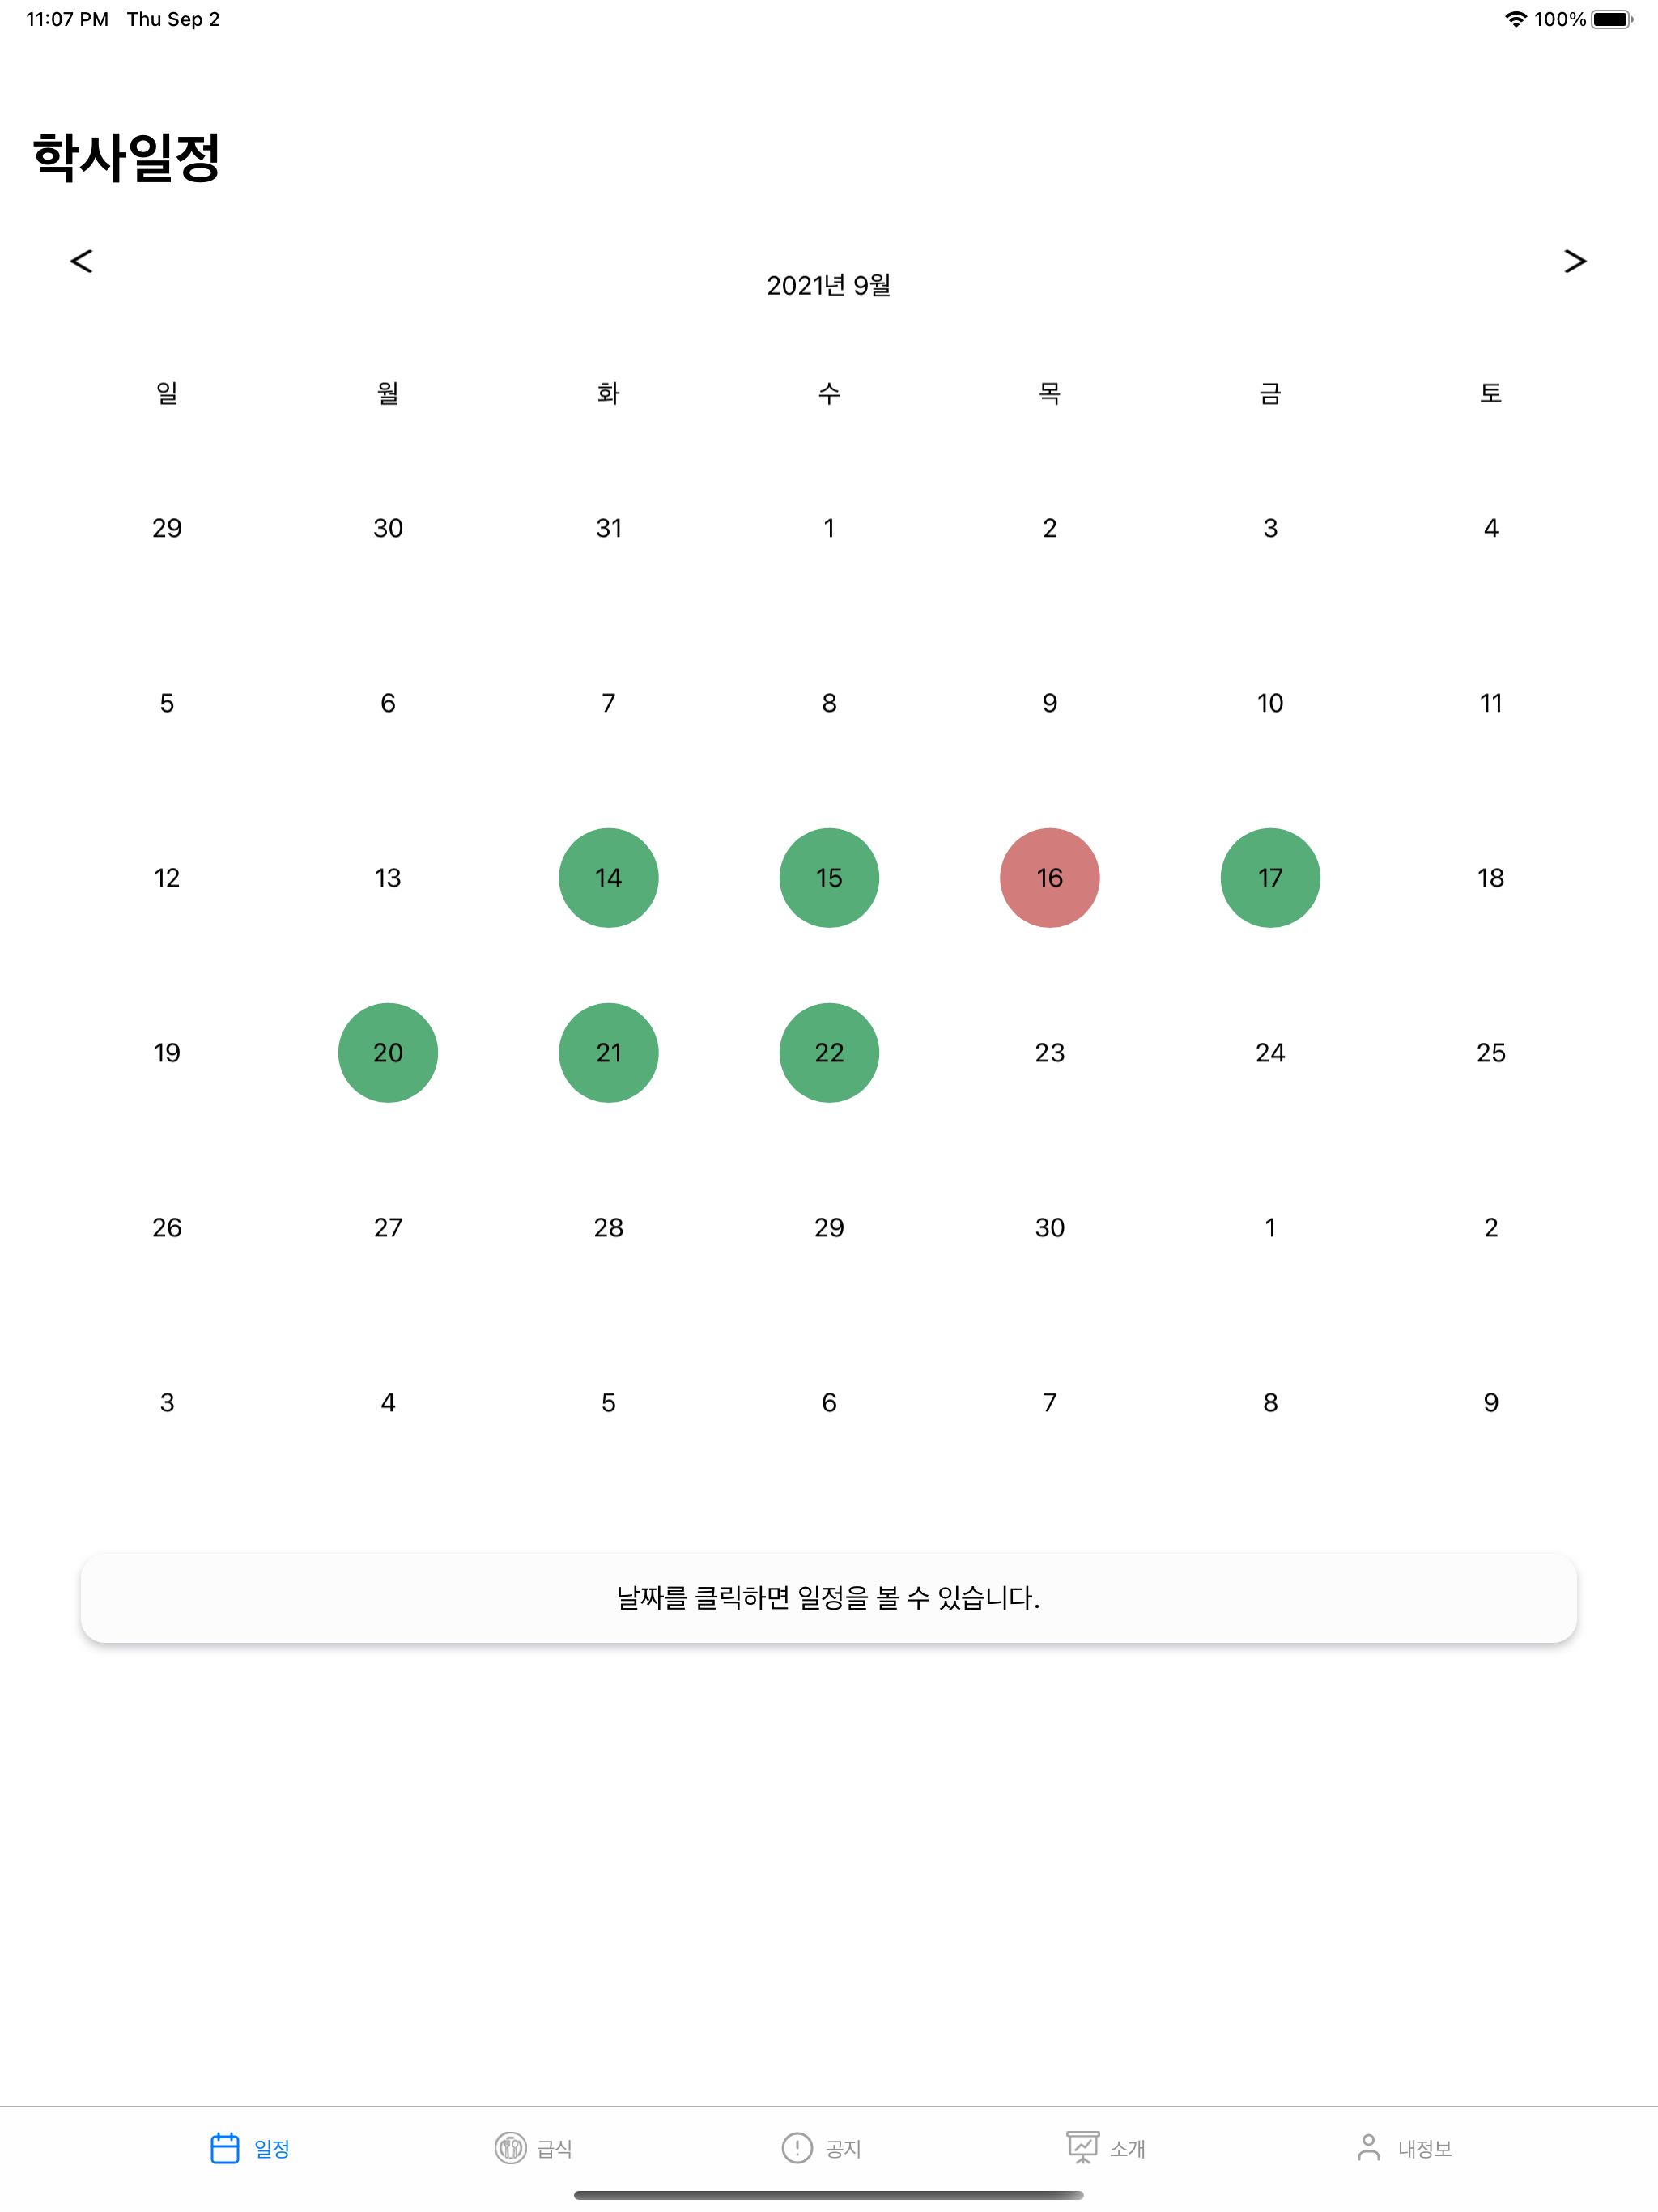 11:07 PM Thu Sep 2 100%
학사일정
< >
2021년 9월
일 월 화 수 목 금 토
29 30 31 1 2 3 4
5 6 7 8 9 10 11
12 13 14 15 16 17 18
19 20 21 22 23 24 25
26 27 28 29 30 1 2
3 4 5 6 7 8 9
날짜를 클릭하면 일정을 볼 수 있습니다.
일정 급식 공지 소개 내정보